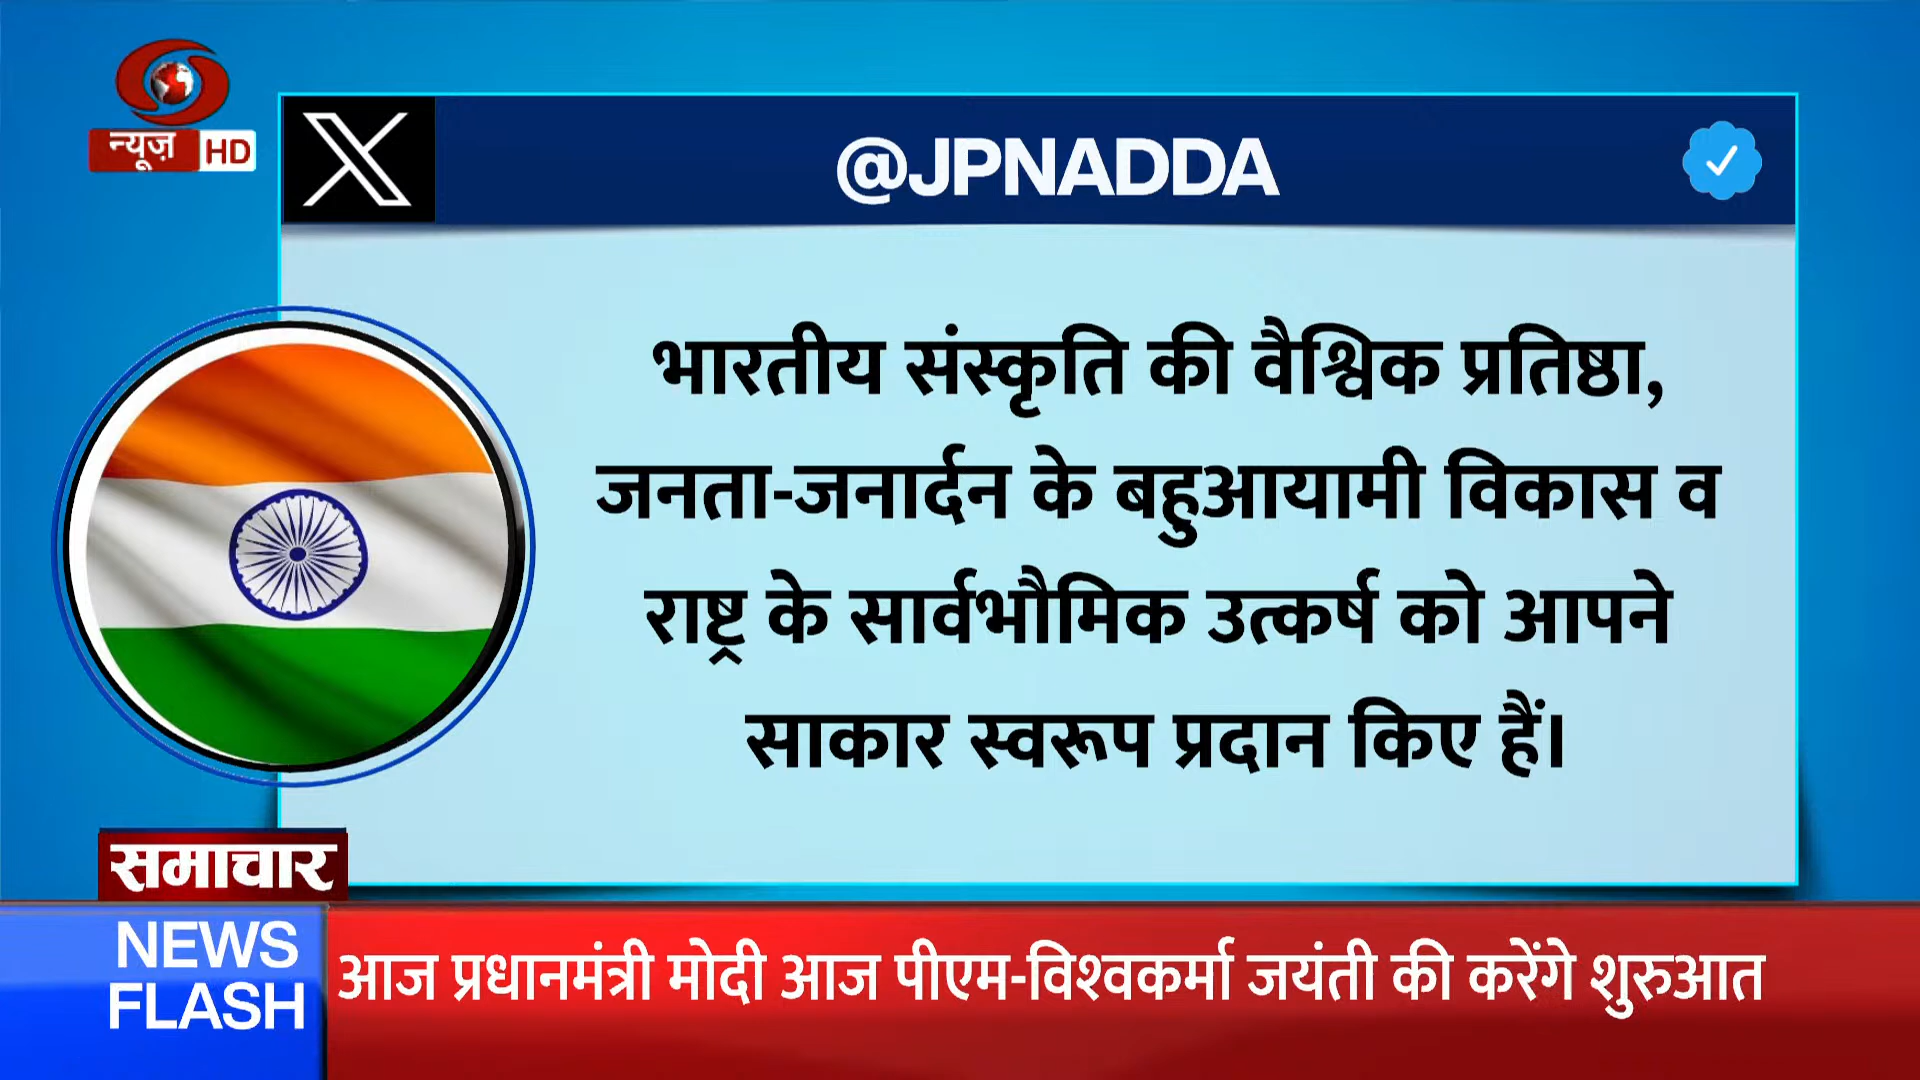 न्यूज़ HD
@JPNADDA
भारतीय संस्कृति की वैश्विक प्रतिष्ठा,
जनता-जनार्दन के बहुआयामी विकास व
राष्ट्र के सार्वभौमिक उत्कर्ष को आपने
साकार स्वरूप प्रदान किए हैं।
समाचार
NEWS
FLASH
आज प्रधानमंत्री मोदी आज पीएम-विश्वकर्मा जयंती की करेंगे शुरुआत